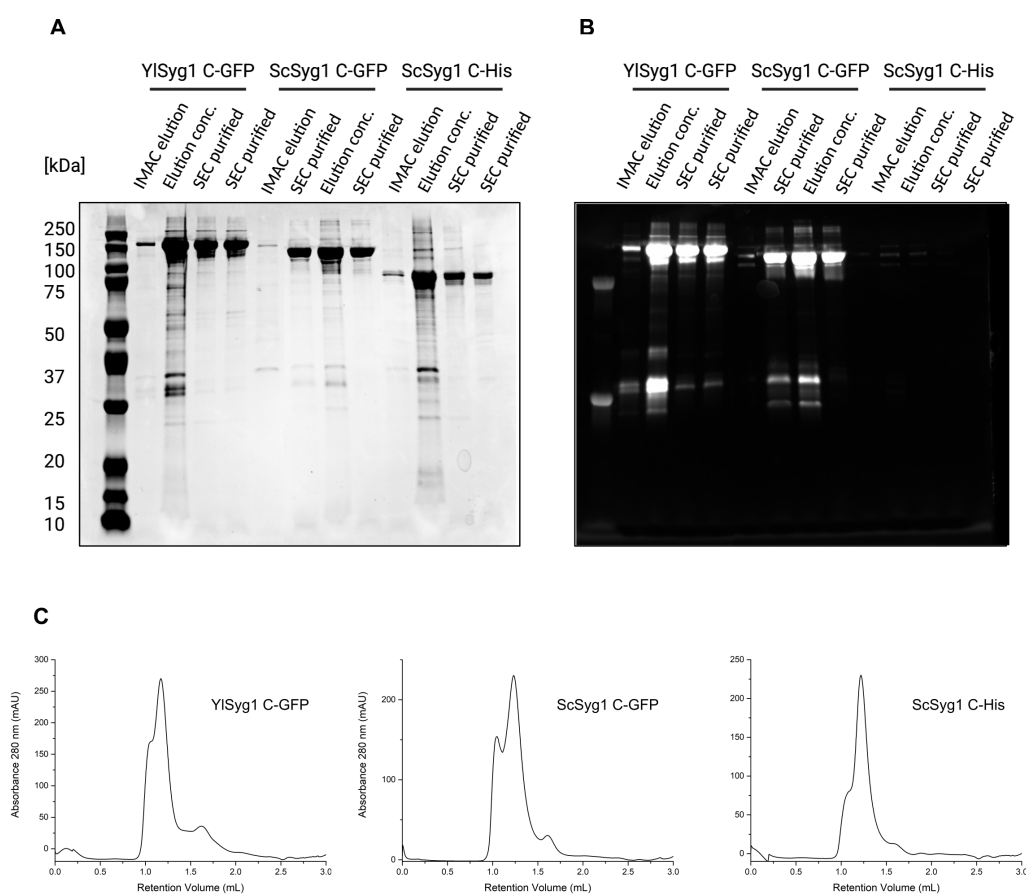 A
B
YlSyg1 C-GFP ScSyg1 C-GFP ScSyg1 C-His
YlSyg1 C-GFP ScSyg1 C-GFP ScSyg1 C-His
IMAC elution
Elution conc.
SEC purified
SEC purified
IMAC elution
SEC purified
Elution conc.
SEC purified
IMAC elution
Elution conc.
SEC purified
SEC purified
IMAC elution
Elution conc.
SEC purified
SEC purified
IMAC elution
SEC purified
Elution conc.
SEC purified
IMAC elution
Elution conc.
SEC purified
SEC purified
[kDa]
250
150
100
75
50
37
25
20
15
10
C
Absorbance 280 nm (mAU)
300
250
200
150
100
50
0
YlSyg1 C-GFP
0.0 0.5 1.0 1.5 2.0 2.5 3.0
Retention Volume (mL)
Absorbance 280 nm (mAU)
200
100
0
ScSyg1 C-GFP
0.0 0.5 1.0 1.5 2.0 2.5 3.0
Retention Volume (mL)
Absorbance 280 nm (mAU)
250
200
150
100
50
0
ScSyg1 C-His
0.0 0.5 1.0 1.5 2.0 2.5 3.0
Retention Volume (mL)